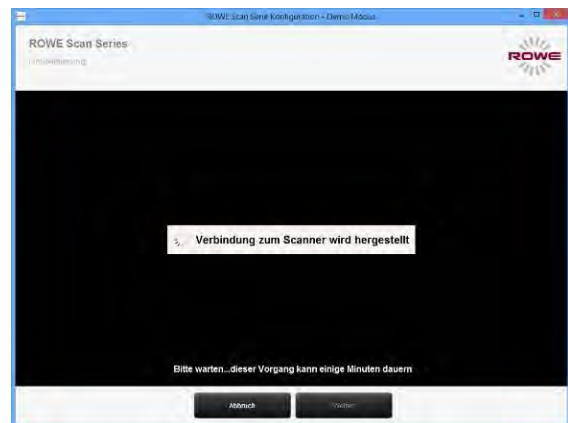 ROWE Scan Serie Konfiguration - Demo Modus
ROWE Scan Series
ROWE
Verbindung zum Scanner wird hergestellt
Bitte warten...dieser Vorgang kann einige Minuten dauern
Abbruch
Weiter